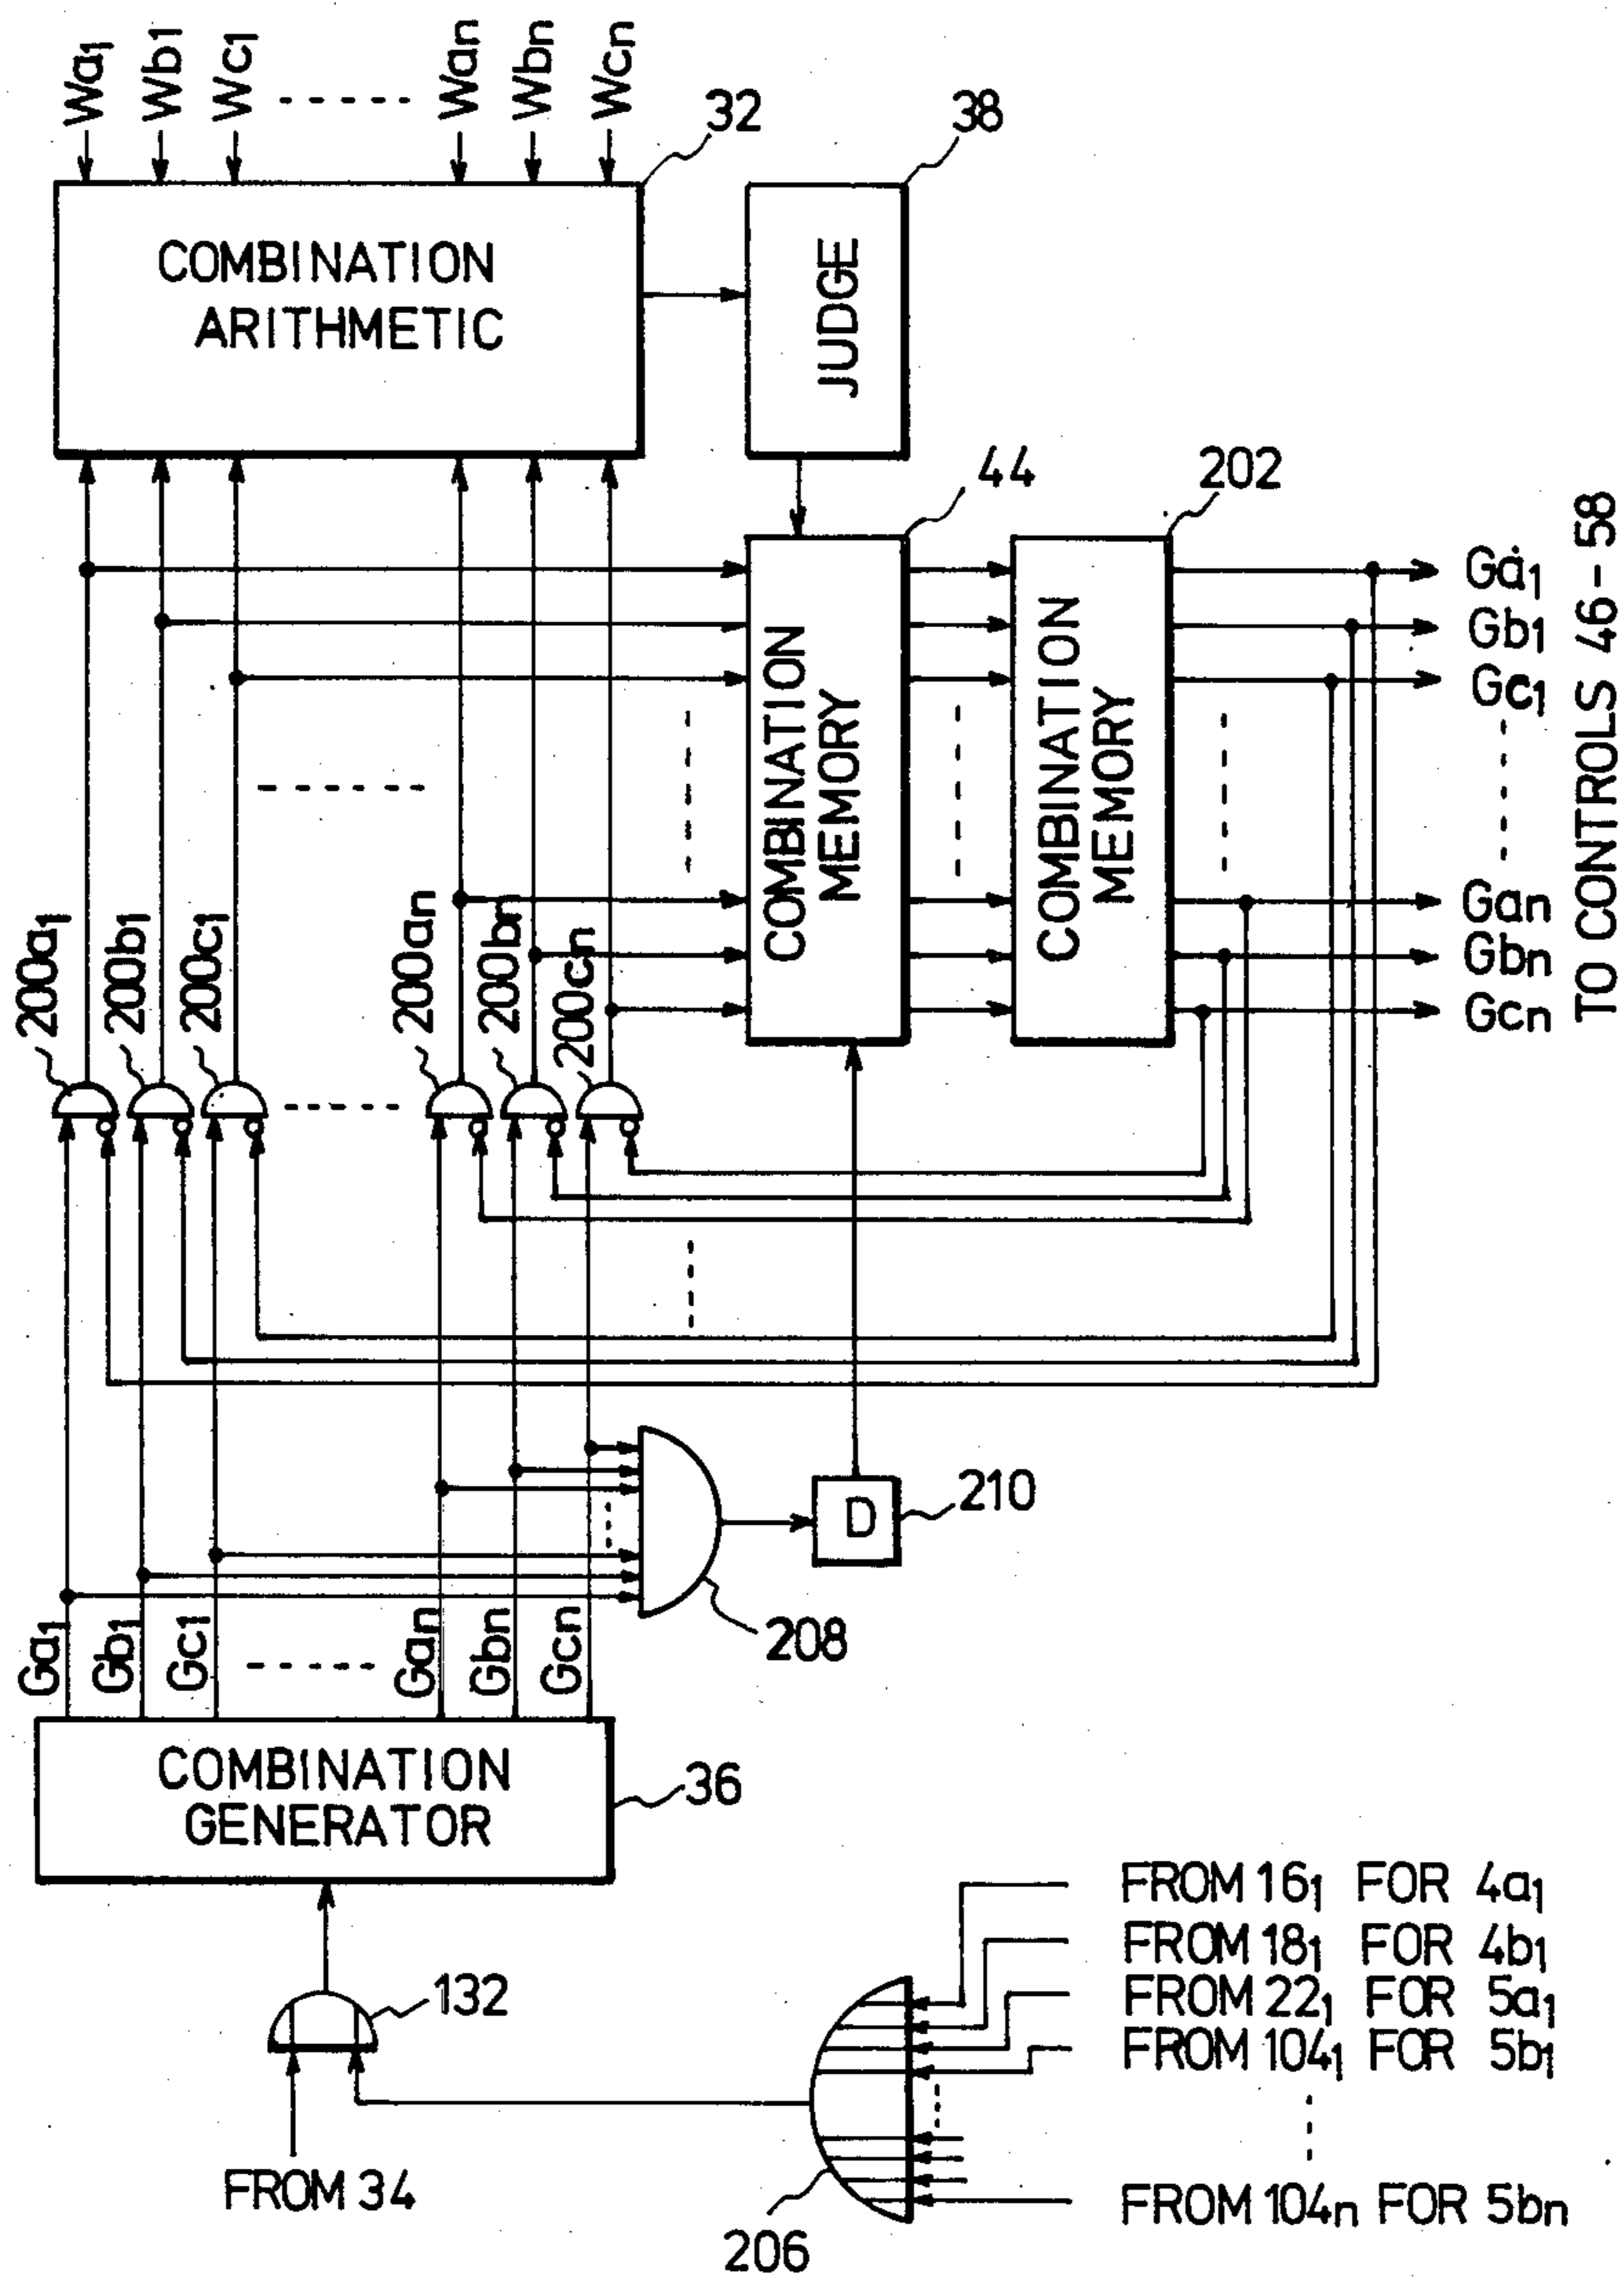 Wa1
Wb1
Wc1
Wan
Wbn
Wcn
32
38
COMBINATION
ARITHMETIC
JUDGE
44
202
COMBINATION
MEMORY
COMBINATION
MEMORY
Ga1
Gb1
Gc1
Gan
Gbn
Gcn
TO CONTROLS 46-58
200a1
200b1
200c1
200an
200bn
200cn
D
210
208
Ga1
Gb1
Gc1
Gan
Gbn
Gcn
COMBINATION
GENERATOR
36
132
FROM 34
206
FROM 161 FOR 4a1
FROM 181 FOR 4b1
FROM 221 FOR 5a1
FROM 1041 FOR 5b1
FROM 104n FOR 5bn